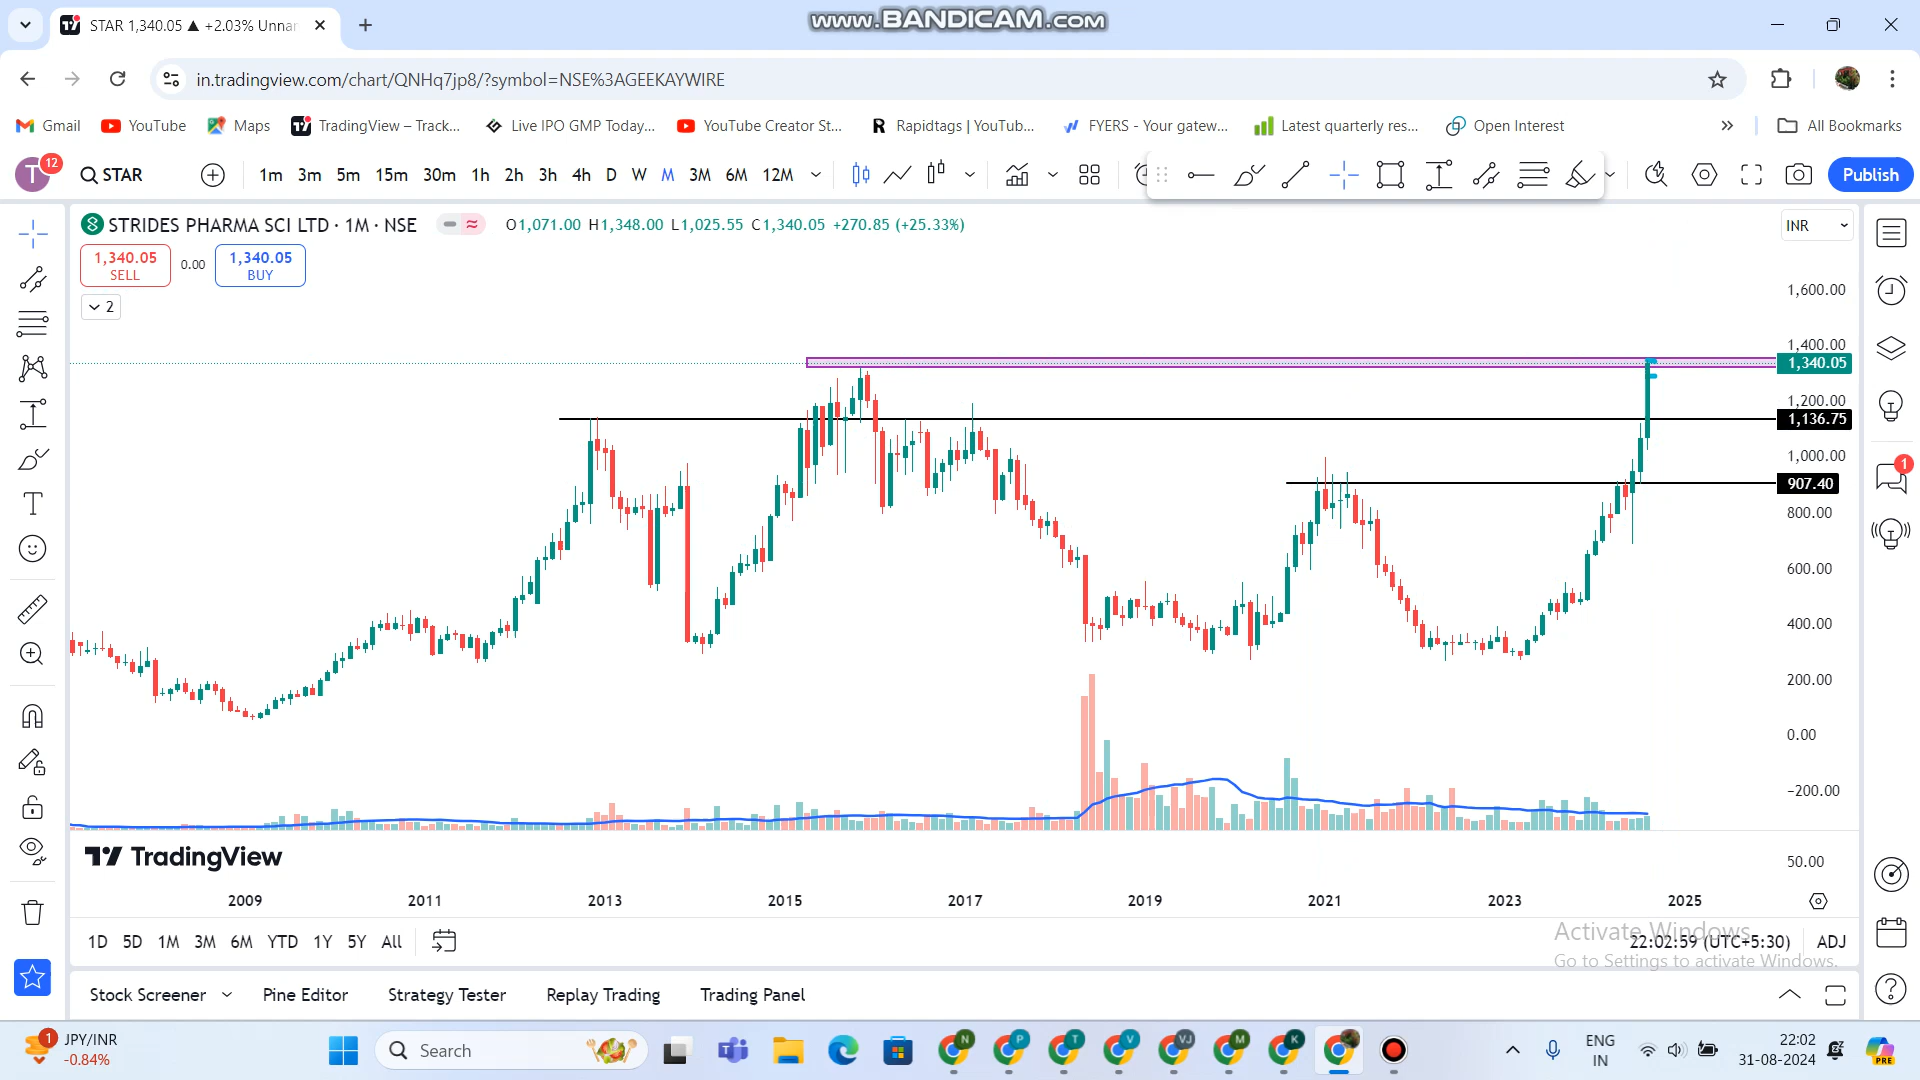 www.BANDICAM.com
STAR 1,340.05 ▲ +2.03% Unnar
in.tradingview.com/chart/QNHq7jp8/?symbol=NSE%3AGEEKAYWIRE
Gmail YouTube Maps TradingView – Track... Live IPO GMP Today... YouTube Creator St... Rapidtags | YouTub... FYERS - Your gatew... Latest quarterly res... Open Interest » All Bookmarks
T 12 STAR 1m 3m 5m 15m 30m 1h 2h 3h 4h D W M 3M 6M 12M Publish
STRIDES PHARMA SCI LTD · 1M · NSE O1,071.00 H1,348.00 L1,025.55 C1,340.05 +270.85 (+25.33%) INR
1,340.05 0.00 1,340.05
SELL BUY
2
1,600.00
1,400.00
1,340.05
1,200.00
1,136.75
1,000.00
1
907.40
800.00
600.00
400.00
200.00
0.00
−200.00
TradingView
50.00
2009 2011 2013 2015 2017 2019 2021 2023 2025
Activate Windows
1D 5D 1M 3M 6M YTD 1Y 5Y All 22:02:59 (UTC+5:30) ADJ
Go to Settings to activate Windows.
Stock Screener Pine Editor Strategy Tester Replay Trading Trading Panel
1 JPY/INR
-0.84%
Search
N P T V VJ M K
ENG
IN
22:02
31-08-2024
PRE